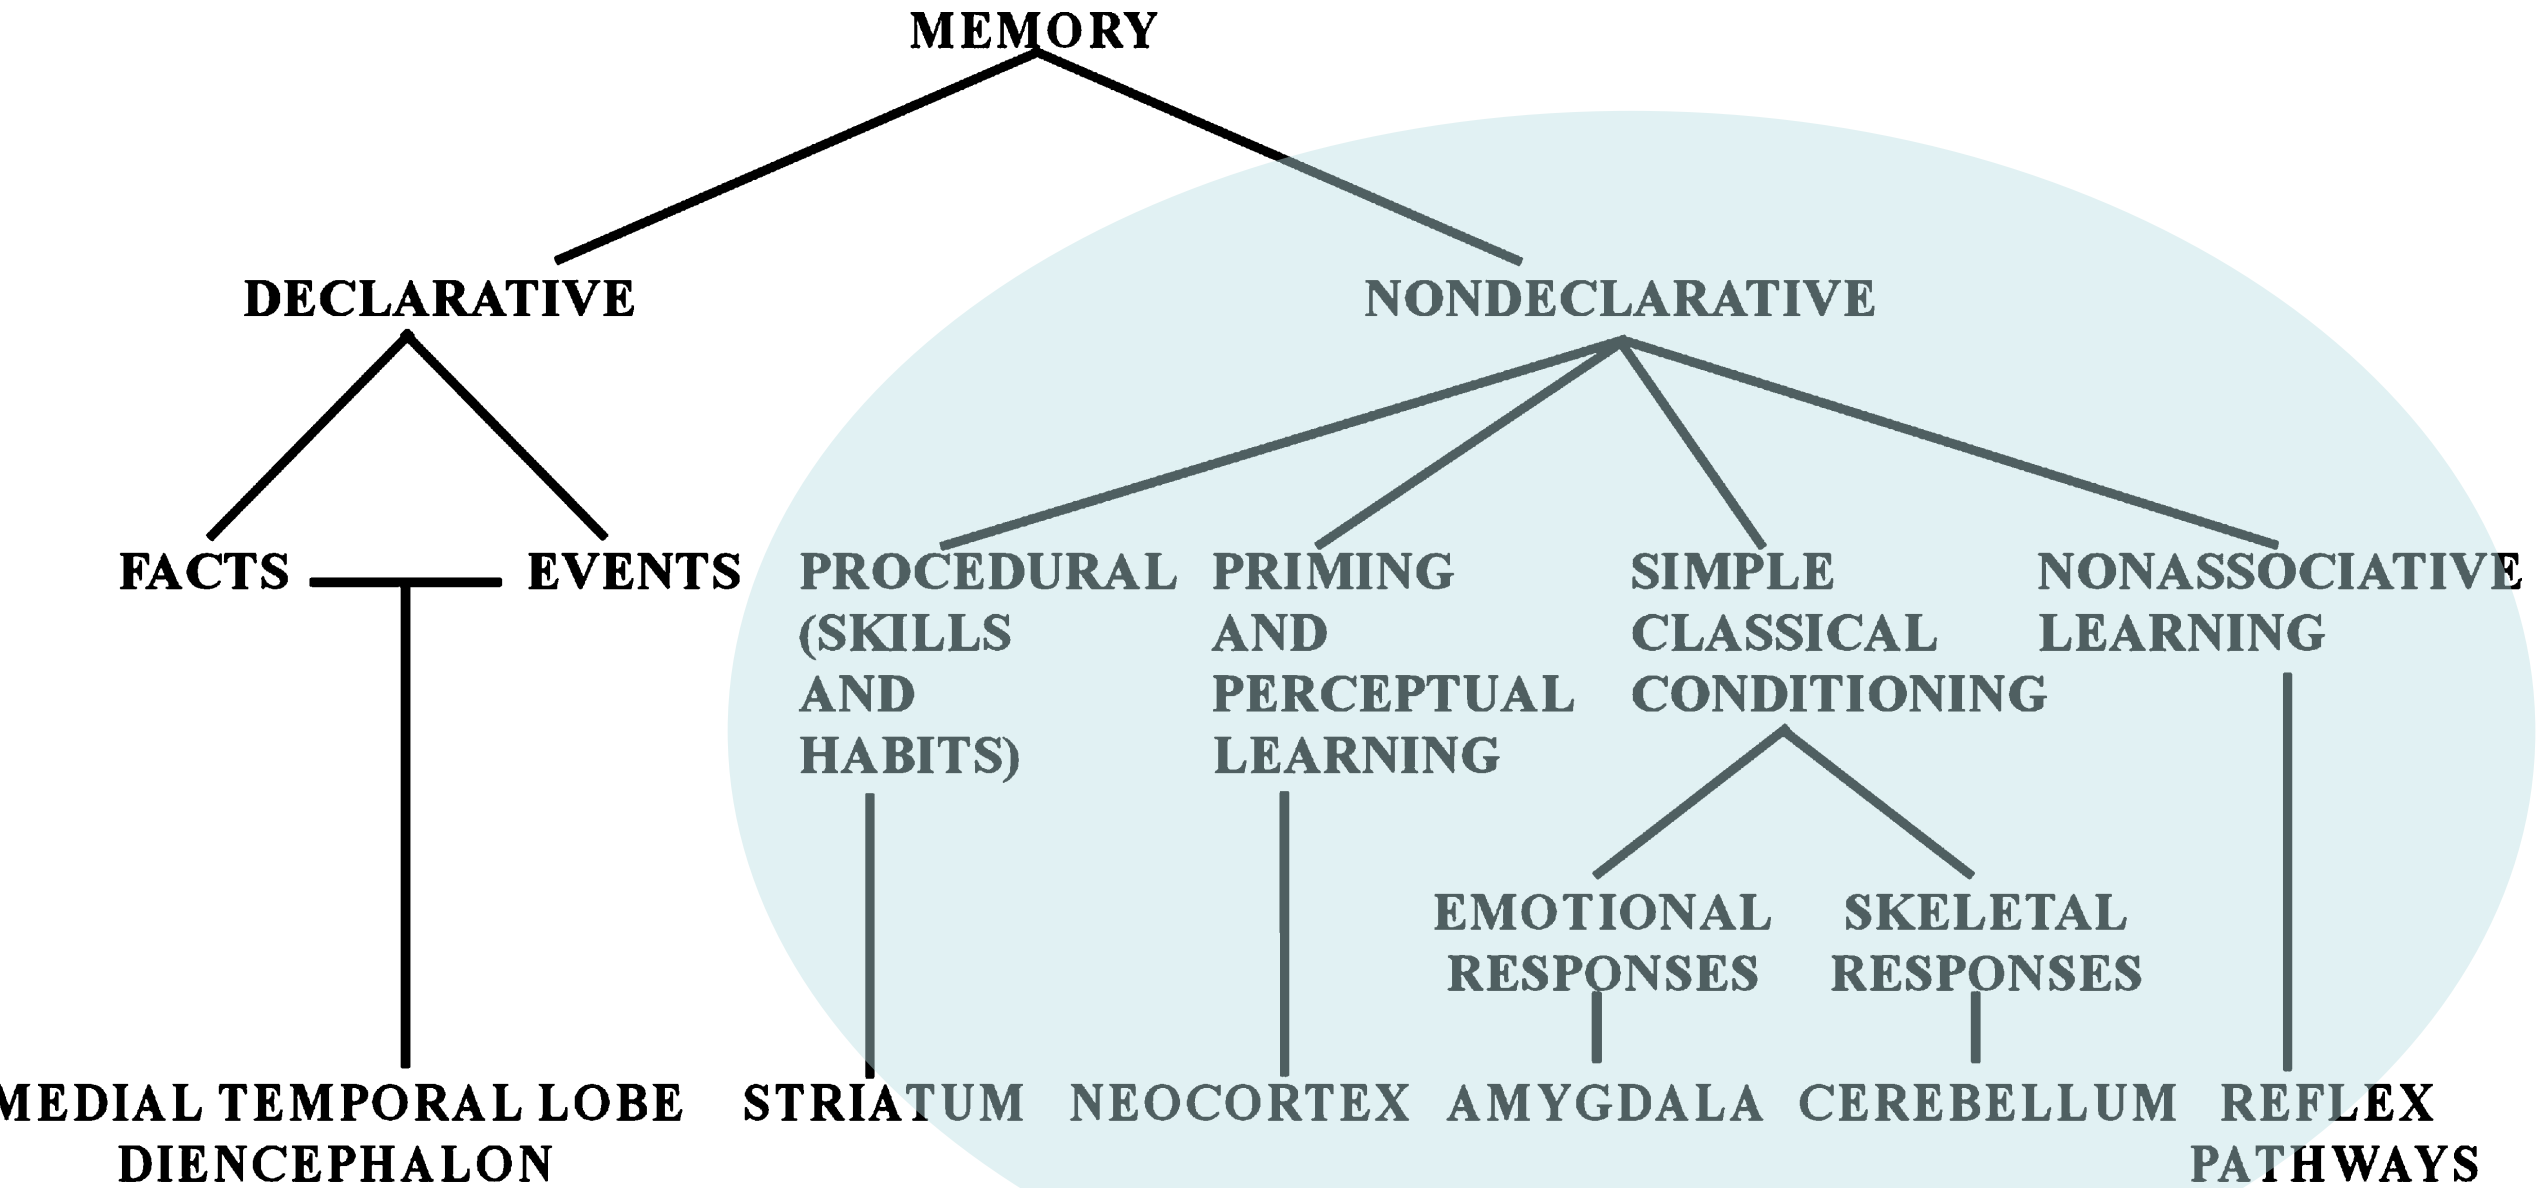 MEMORY
DECLARATIVE
NONDECLARATIVE
FACTS
EVENTS
PROCEDURAL
(SKILLS
AND
HABITS)
PRIMING
AND
PERCEPTUAL
LEARNING
SIMPLE
CLASSICAL
CONDITIONING
NONASSOCIATIVE
LEARNING
EMOTIONAL
RESPONSES
SKELETAL
RESPONSES
MEDIAL TEMPORAL LOBE
DIENCEPHALON
STRIATUM
NEOCORTEX
AMYGDALA
CEREBELLUM
REFLEX
PATHWAYS